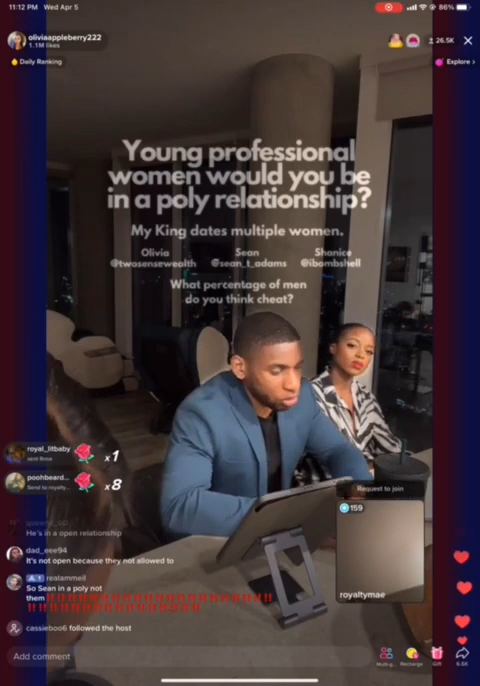 11:12 PM Wed Apr 5
86%
oliviaappleberry222
1.1M likes
26.5K
Daily Ranking
Explore >
Young professional
women would you be
in a poly relationship?
My King dates multiple women.
Olivia Sean Shanice
@twosensewealth @sean_t_adams @ibombshell
What percentage of men
do you think cheat?
royal_litbaby
sent Rose
x1
poohbeard...
Send to royalty...
x8
Request to join
159
royaltymae
He's in a open relationship
dad_eee94
It's not open because they not allowed to
1 realammeil
So Sean in a poly not
them‼️‼️‼️‼️‼️‼️‼️‼️‼️‼️‼️‼️‼️‼️‼️‼️‼️‼️‼️‼️
cassieboo6 followed the host
Add comment
Multi-g...
Recharge
Gift
6.8K